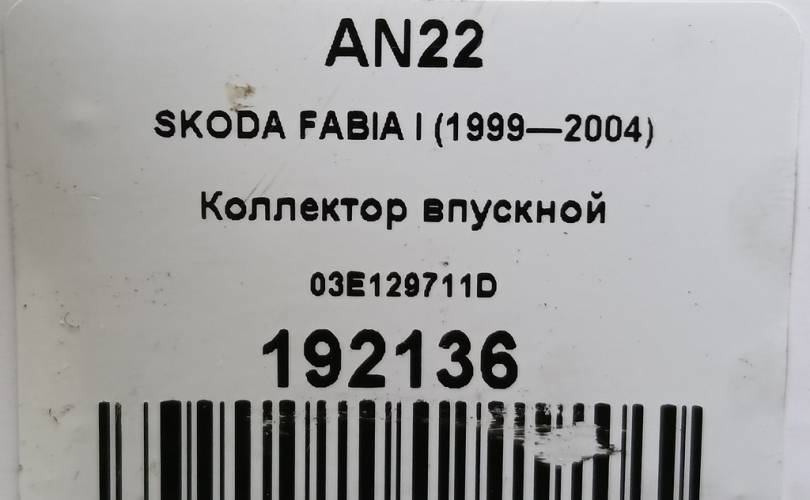 AN22
SKODA FABIA I (1999—2004)
Коллектор впускной
03E129711D
192136